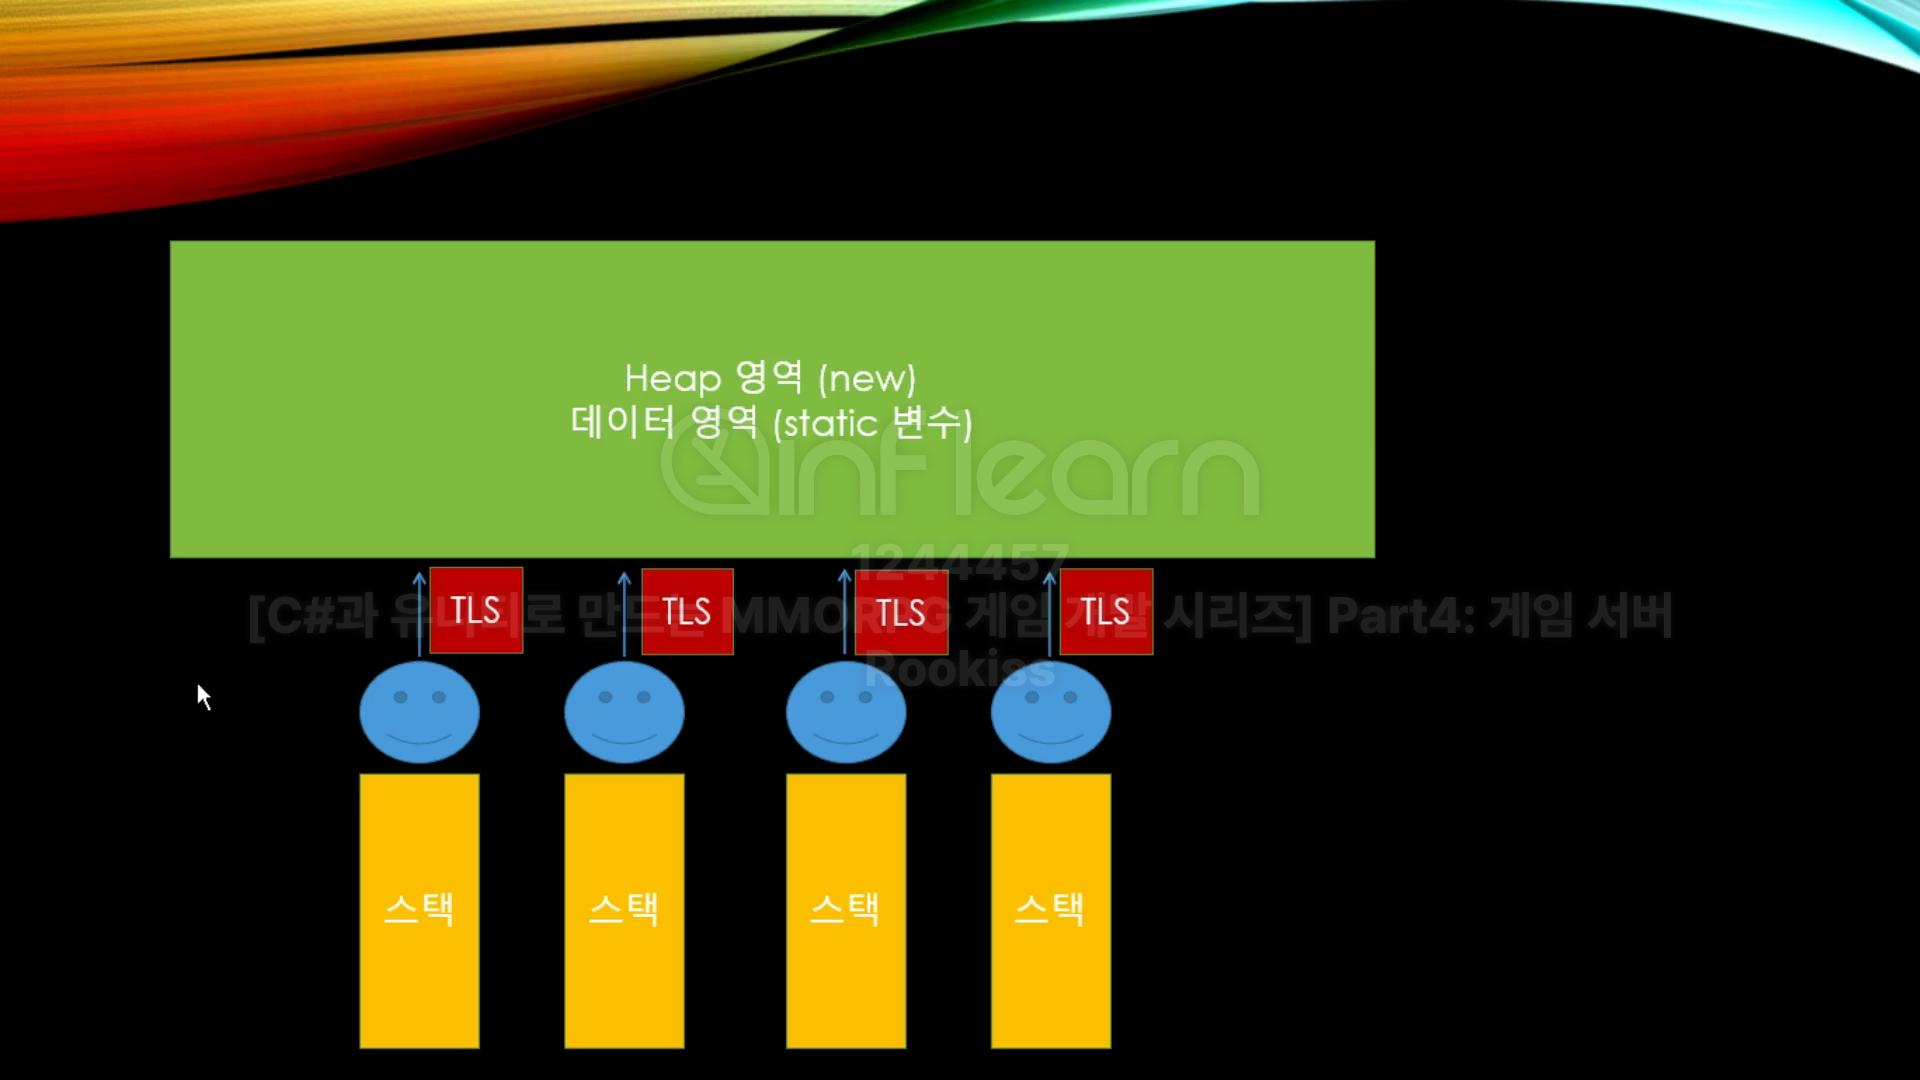 Heap 영역 (new)
데이터 영역 (static 변수)
inflearn
1244457
[C#과 유니티로 만드는 MMORPG 게임 개발 시리즈] Part4: 게임 서버
Rookiss
TLS TLS TLS TLS
스택 스택 스택 스택